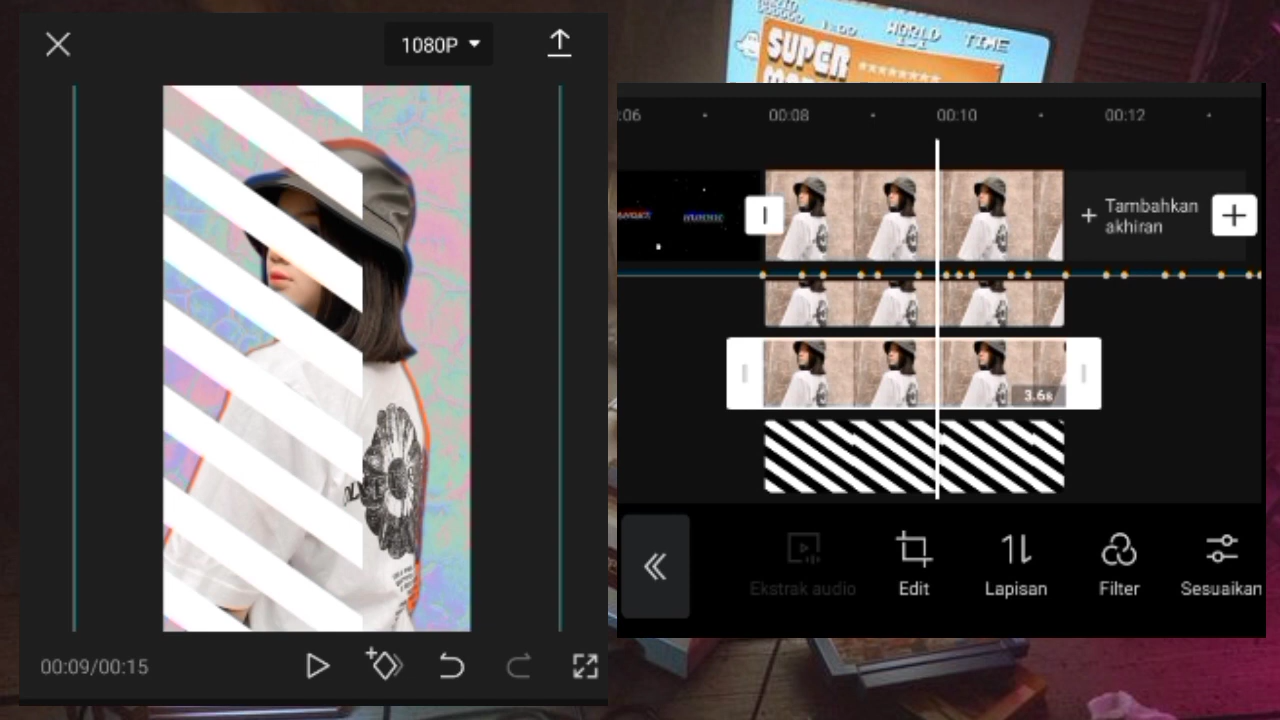 1080P
00:09/00:15
WORLD
1-1
TIME
SUPER
:06
00:08
00:10
00:12
+ Tambahkan
akhiran
3.6s
Ekstrak audio
Edit
Lapisan
Filter
Sesuaikan